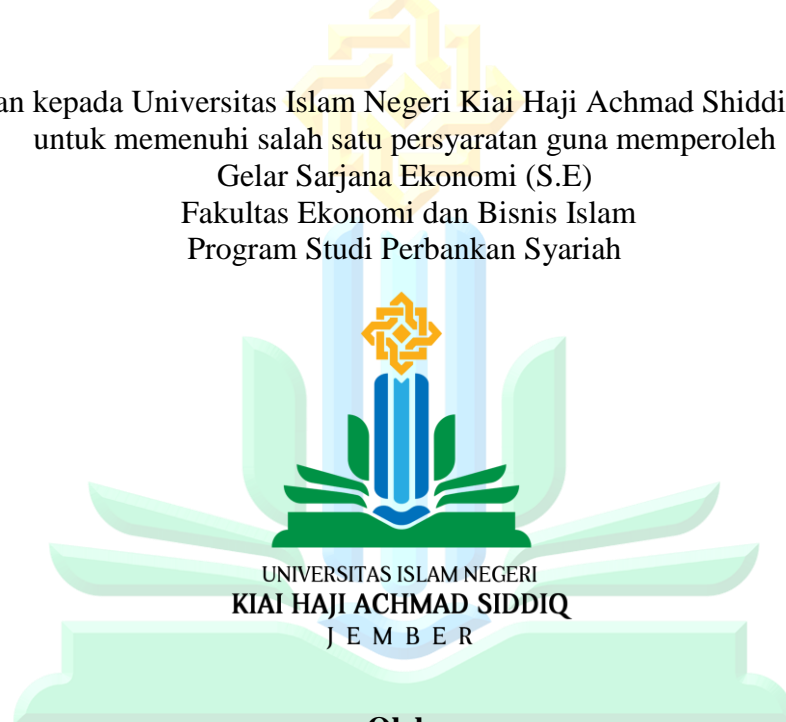 an kepada Universitas Islam Negeri Kiai Haji Achmad Shiddi
untuk memenuhi salah satu persyaratan guna memperoleh
Gelar Sarjana Ekonomi (S.E)
Fakultas Ekonomi dan Bisnis Islam
Program Studi Perbankan Syariah
UNIVERSITAS ISLAM NEGERI
KIAI HAJI ACHMAD SIDDIQ
JEMBER